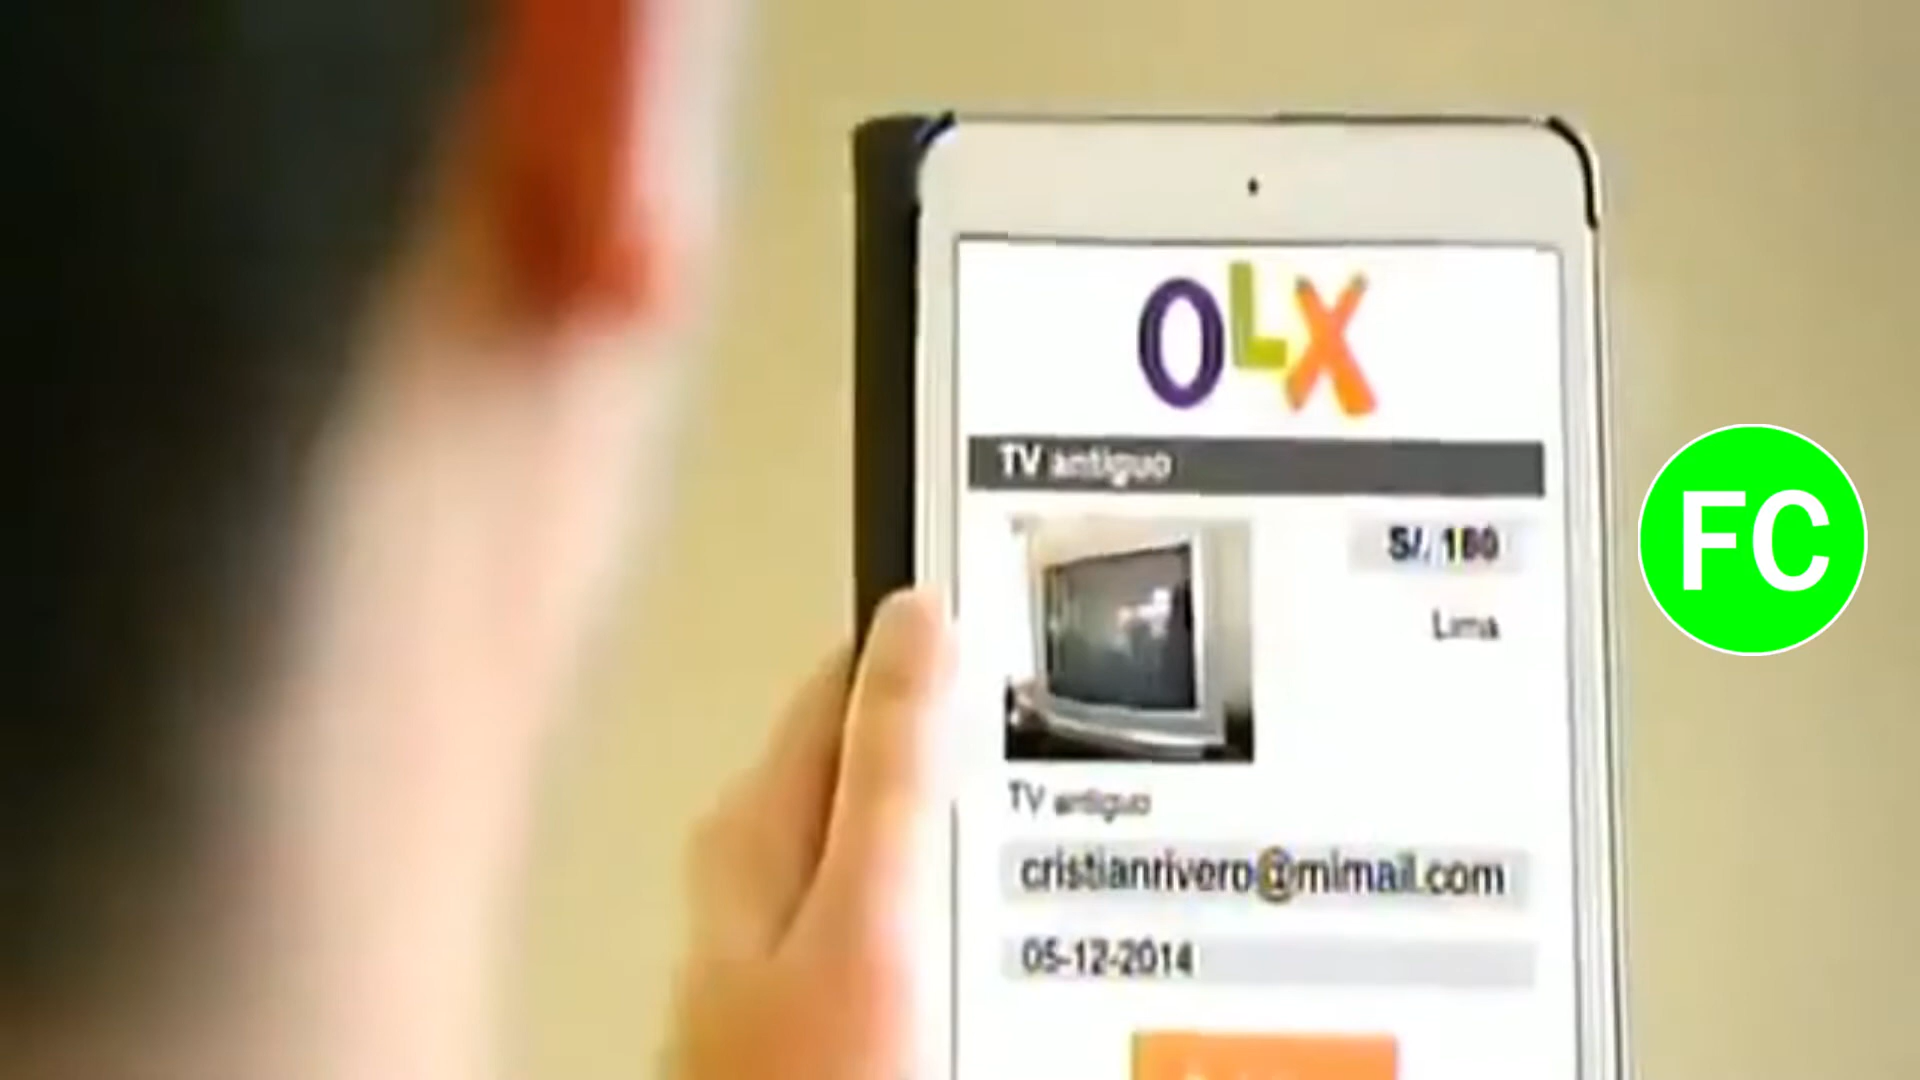 OLX
TV antiguo
S/. 180
Lima
TV antiguo
cristianrivero@mimail.com
05-12-2014
FC